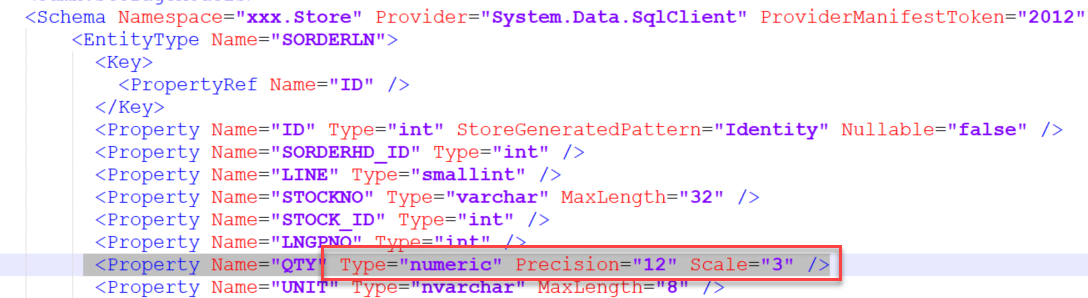 <Schema Namespace="xxx.Store" Provider="System.Data.SqlClient" ProviderManifestToken="2012"
<EntityType Name="SORDERLN">
<Key>
<PropertyRef Name="ID" />
</Key>
<Property Name="ID" Type="int" StoreGeneratedPattern="Identity" Nullable="false" />
<Property Name="SORDERHD_ID" Type="int" />
<Property Name="LINE" Type="smallint" />
<Property Name="STOCKNO" Type="varchar" MaxLength="32" />
<Property Name="STOCK_ID" Type="int" />
<Property Name="LNGPNO" Type="int" />
<Property Name="QTY" Type="numeric" Precision="12" Scale="3" />
<Property Name="UNIT" Type="nvarchar" MaxLength="8" />